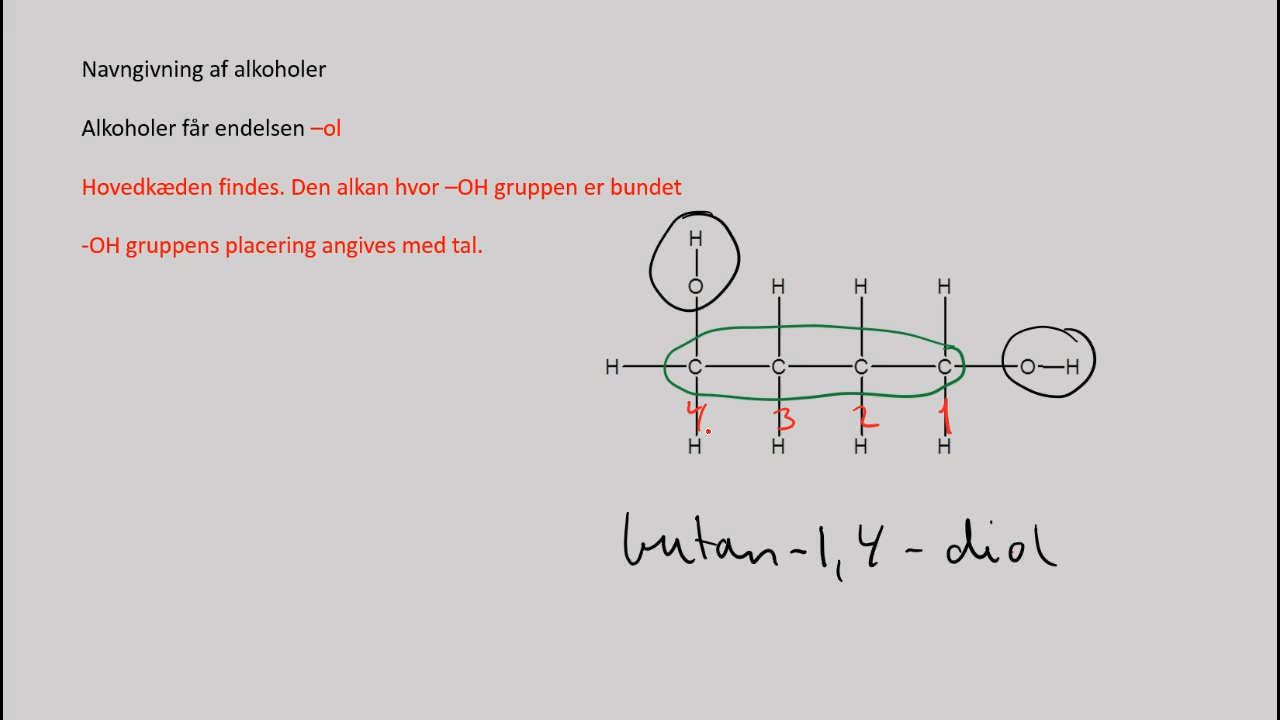 Navngivning af alkoholer
Alkoholer får endelsen –ol
Hovedkæden findes. Den alkan hvor –OH gruppen er bundet
-OH gruppens placering angives med tal.
H
O H H H
H C C C C O H
4 3 2 1
H H H H
butan-1,4-diol